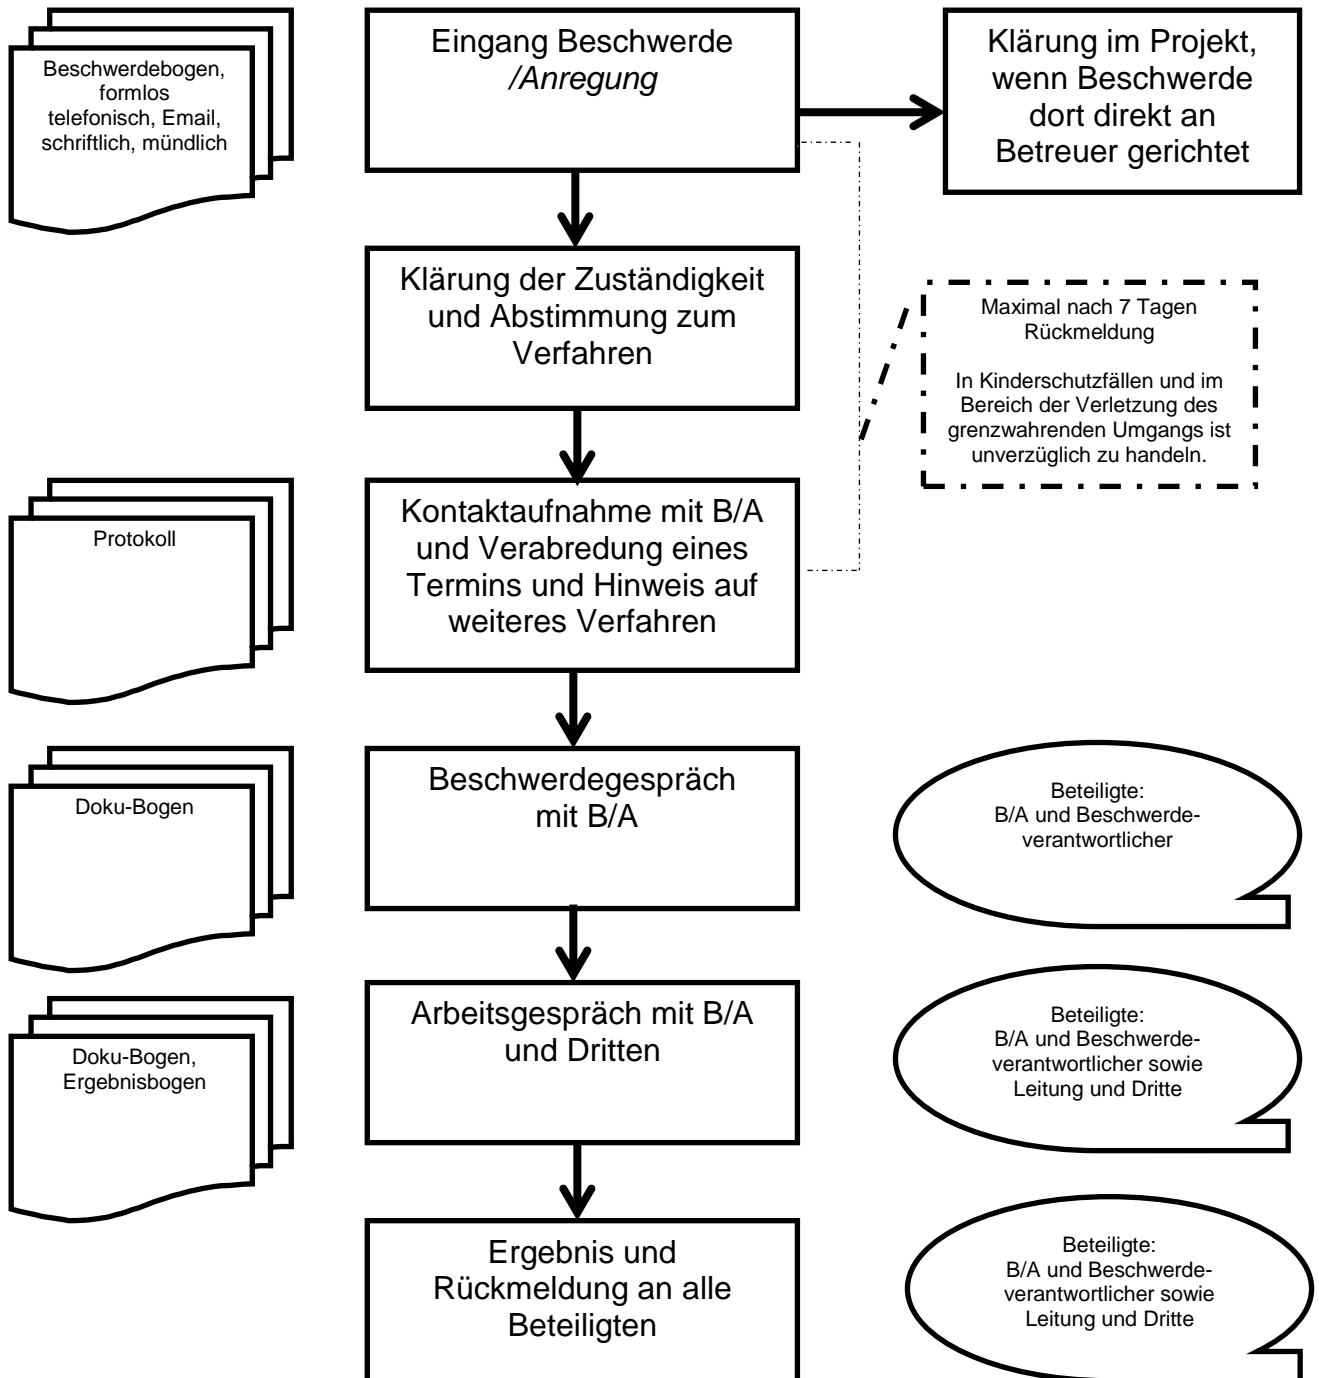 Beschwerdebogen,
formlos
telefonisch, Email,
schriftlich, mündlich
Eingang Beschwerde
/Anregung
Klärung im Projekt,
wenn Beschwerde
dort direkt an
Betreuer gerichtet
Klärung der Zuständigkeit
und Abstimmung zum
Verfahren
Maximal nach 7 Tagen
Rückmeldung
In Kinderschutzfällen und im
Bereich der Verletzung des
grenzwahrenden Umgangs ist
unverzüglich zu handeln.
Protokoll
Kontaktaufnahme mit B/A
und Verabredung eines
Termins und Hinweis auf
weiteres Verfahren
Doku-Bogen
Beschwerdegespräch
mit B/A
Beteiligte:
B/A und Beschwerde-
verantwortlicher
Doku-Bogen,
Ergebnisbogen
Arbeitsgespräch mit B/A
und Dritten
Beteiligte:
B/A und Beschwerde-
verantwortlicher sowie
Leitung und Dritte
Ergebnis und
Rückmeldung an alle
Beteiligten
Beteiligte:
B/A und Beschwerde-
verantwortlicher sowie
Leitung und Dritte